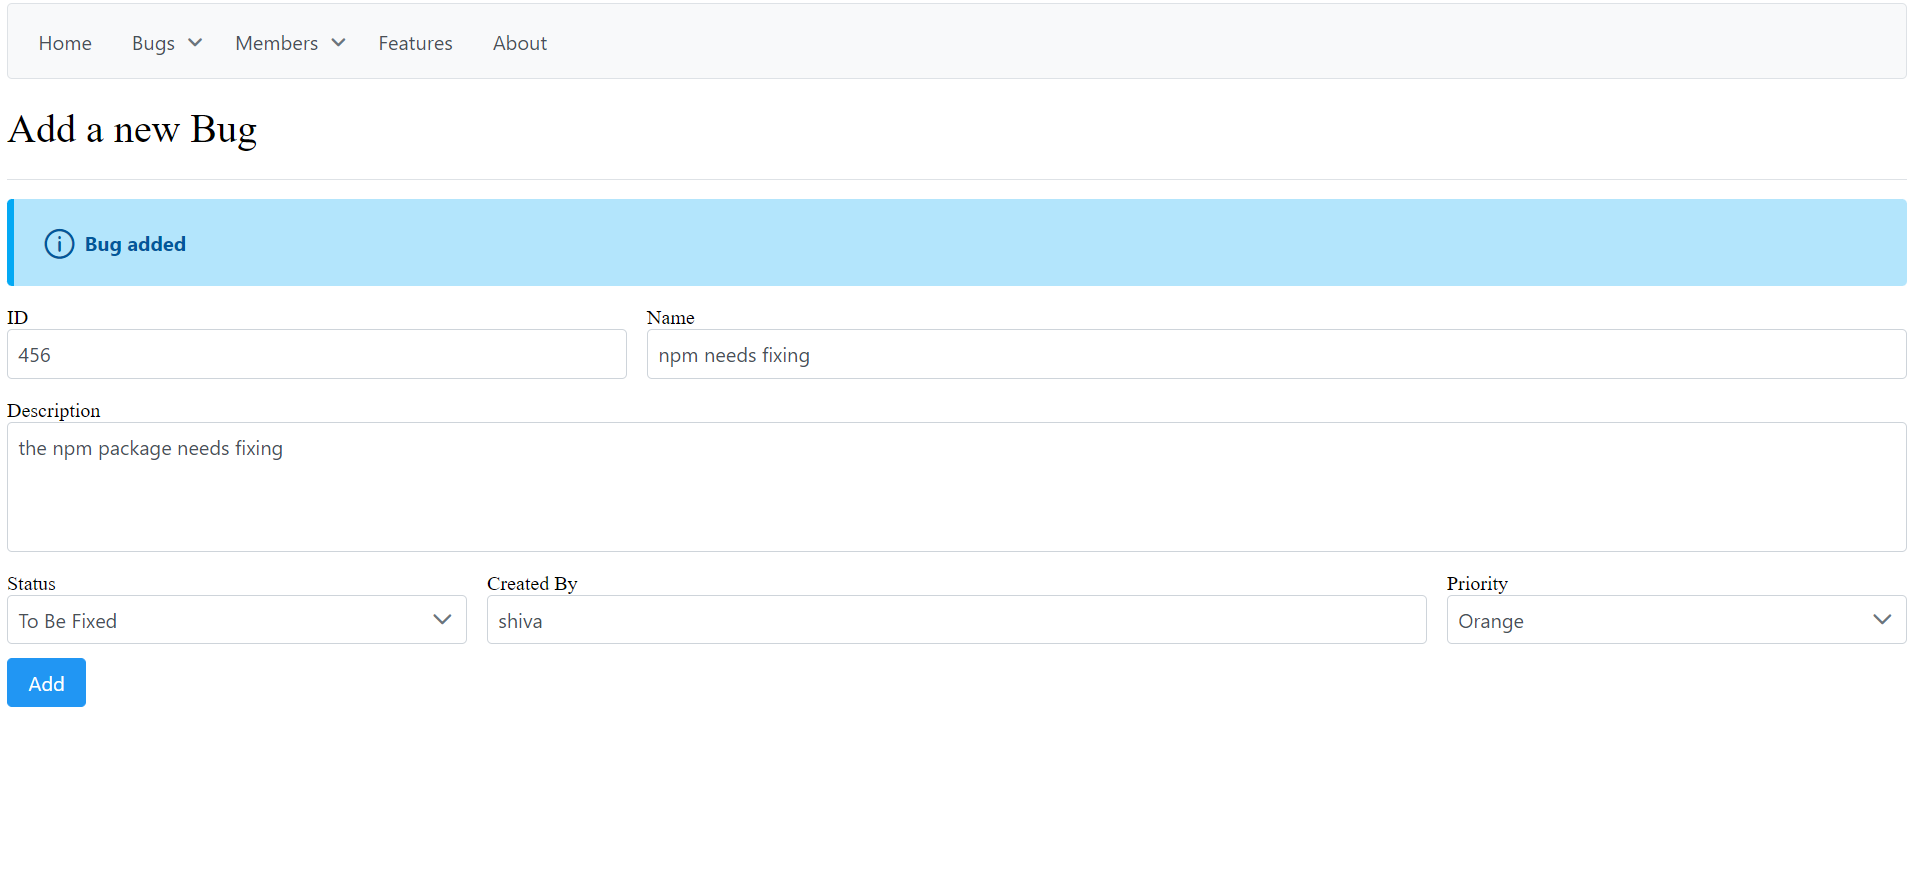 Home Bugs Members Features About
Add a new Bug
Bug added
ID Name
456 npm needs fixing
Description
the npm package needs fixing
Status Created By Priority
To Be Fixed shiva Orange
Add